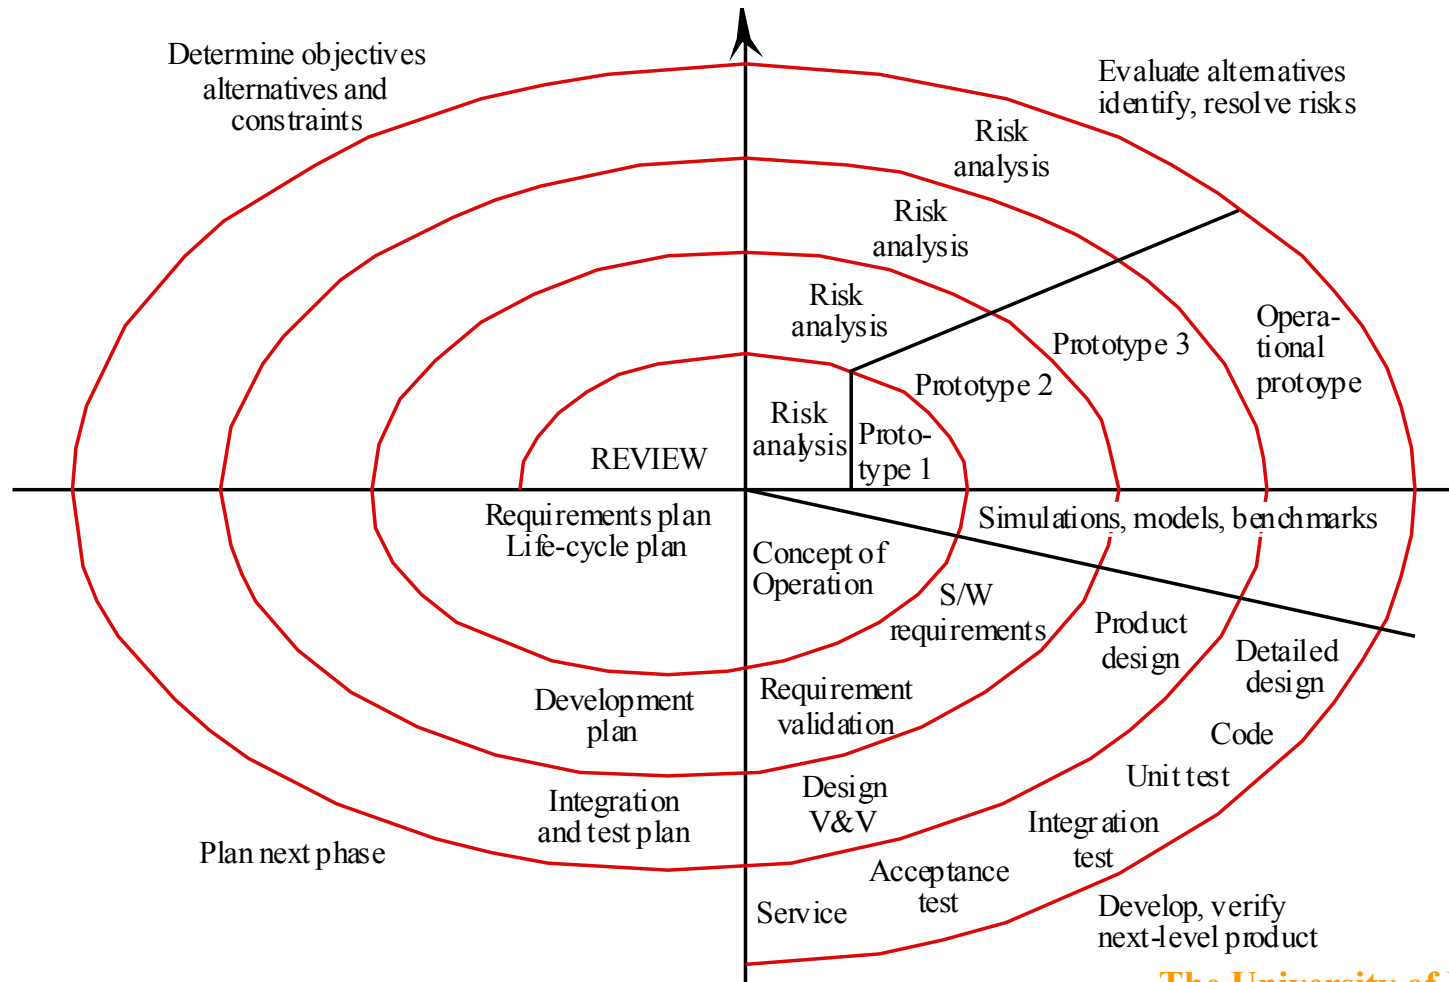 Determine objectives
alternatives and
constraints
Evaluate alternatives
identify, resolve risks
Risk
analysis
Risk
analysis
Risk
analysis
Risk
analysis
Proto-
type 1
Prototype 2
Prototype 3
Opera-
tional
protoype
REVIEW
Requirements plan
Life-cycle plan
Simulations, models, benchmarks
Concept of
Operation
S/W
requirements
Product
design
Detailed
design
Development
plan
Requirement
validation
Code
Unit test
Design
V&V
Integration
and test plan
Integration
test
Plan next phase
Acceptance
test
Service
Develop, verify
next-level product
The University of